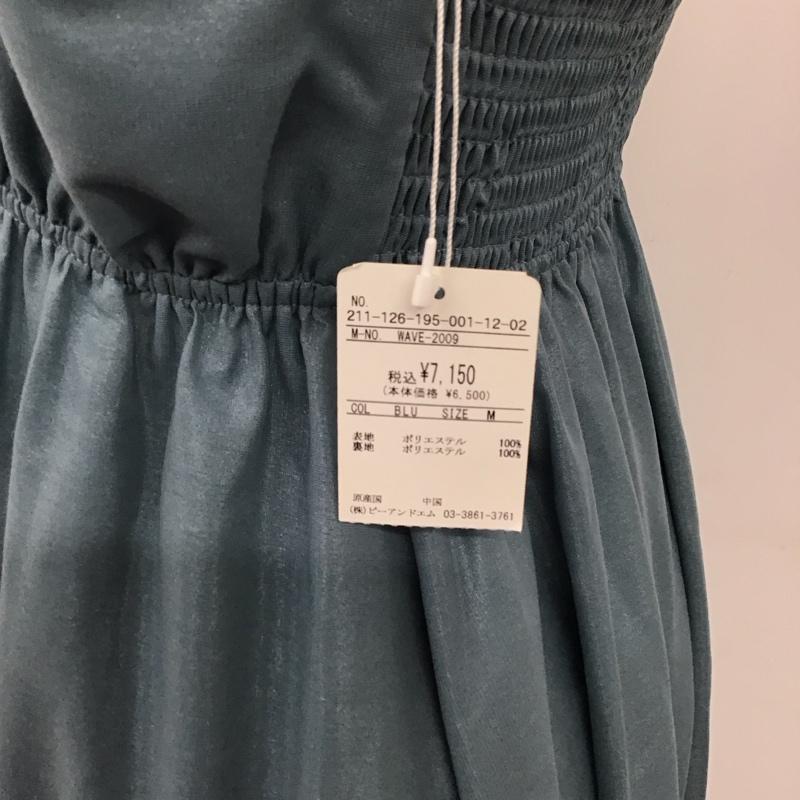 NO.
211-126-195-001-12-02
M-NO. WAVE-2009
税込¥7,150
(本体価格 ¥6,500)
COL BLU SIZE M
表地 ポリエステル 100%
裏地 ポリエステル 100%
原産国 中国
(株)ピーアンドエム 03-3861-3761